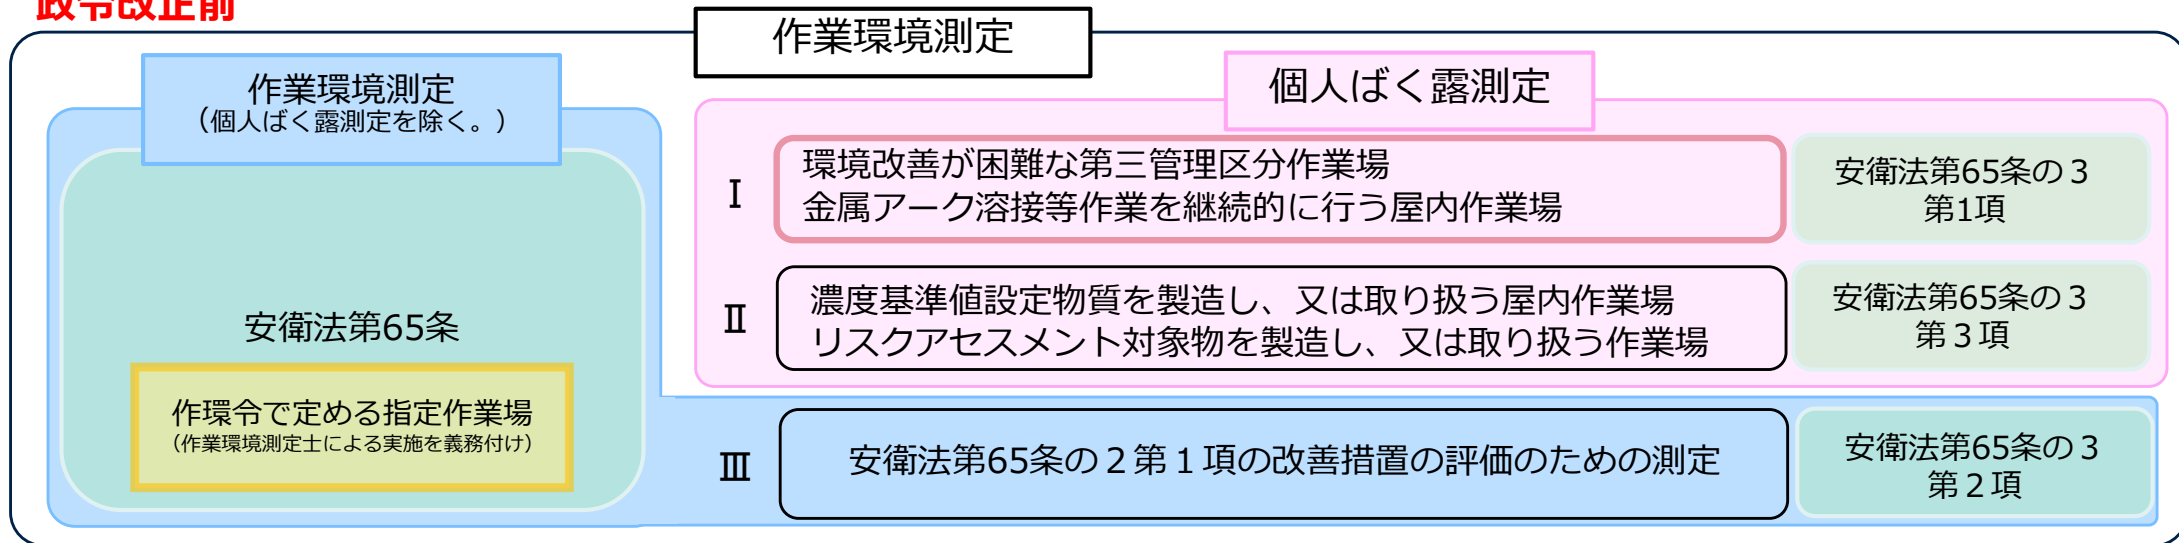 政令改正前
作業環境測定
作業環境測定
（個人ばく露測定を除く。）
安衛法第65条
作環令で定める指定作業場
（作業環境測定士による実施を義務付け）
個人ばく露測定
Ⅰ
環境改善が困難な第三管理区分作業場
金属アーク溶接等作業を継続的に行う屋内作業場
安衛法第65条の３
第1項
Ⅱ
濃度基準値設定物質を製造し、又は取り扱う屋内作業場
リスクアセスメント対象物を製造し、又は取り扱う作業場
安衛法第65条の３
第３項
Ⅲ
安衛法第65条の２第１項の改善措置の評価のための測定
安衛法第65条の３
第２項